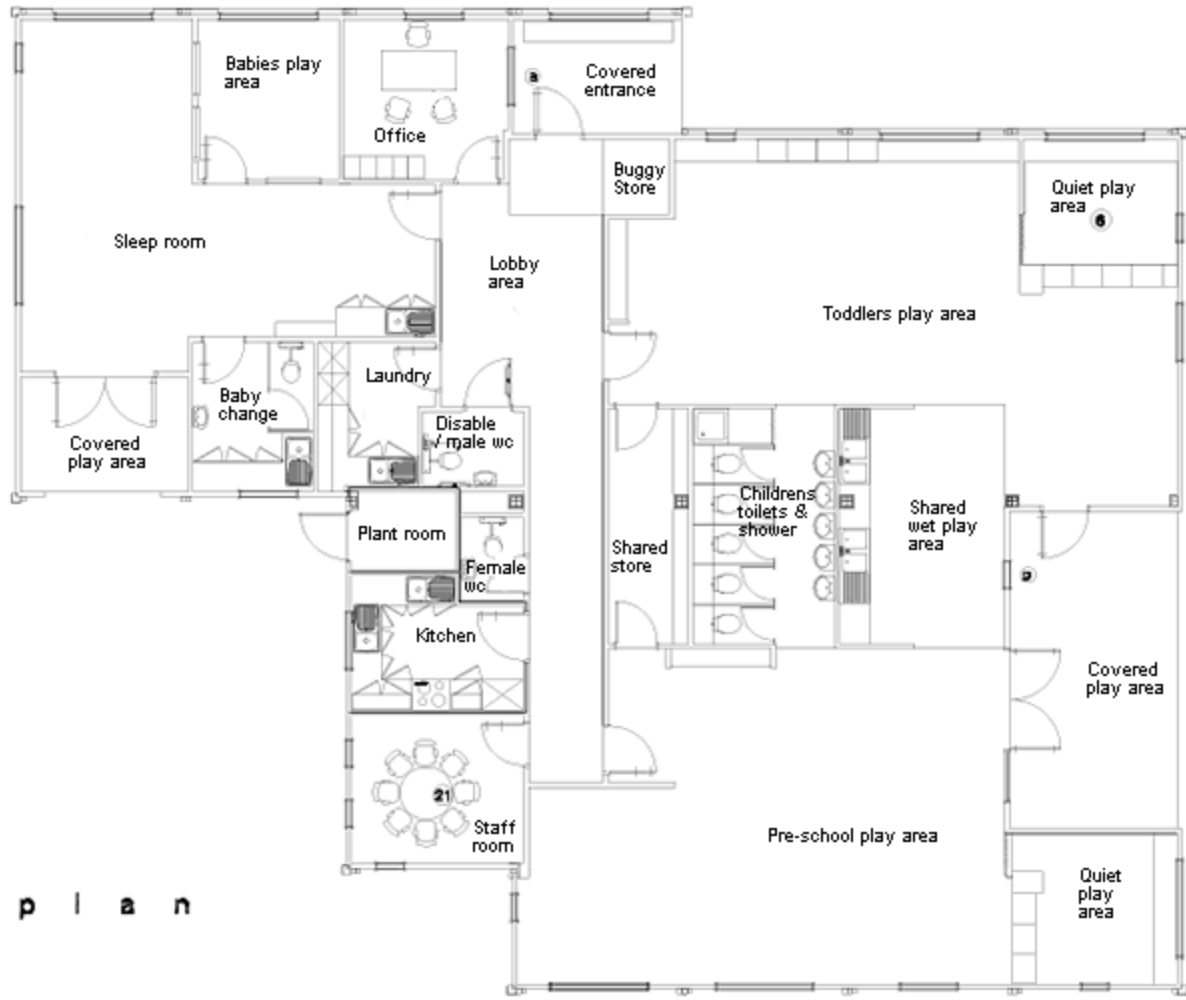 Babies play
area
Office
Covered
entrance
Buggy
Store
Quiet play
area
6
Sleep room
Lobby
area
Toddlers play area
Laundry
Baby
change
Covered
play area
Disable
/ male wc
Childrens
toilets &
shower
Shared
wet play
area
Plant room
Female
wc
Shared
store
Kitchen
Covered
play area
21
Staff
room
Pre-school play area
Quiet
play
area
p l a n